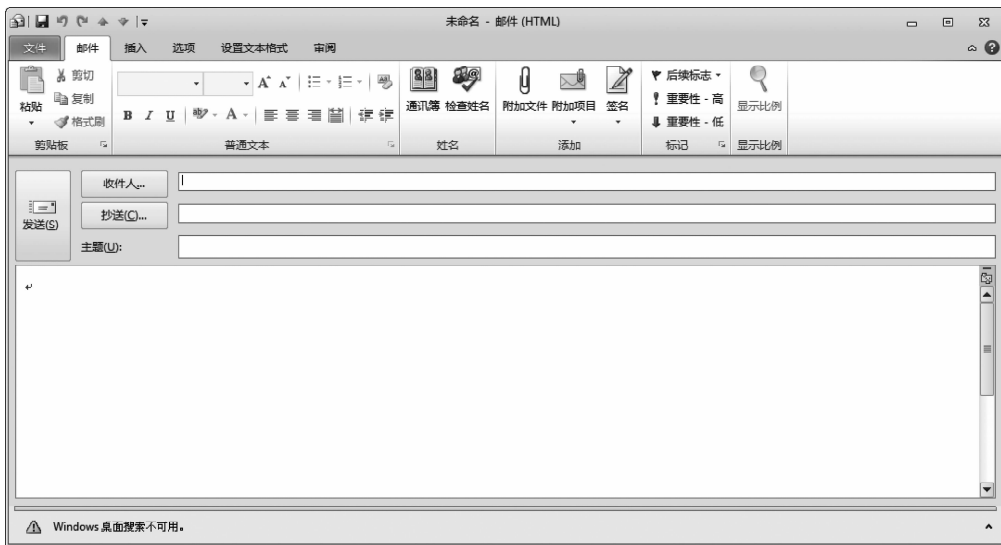 未命名 - 邮件 (HTML)
文件 邮件 插入 选项 设置文本格式 审阅
粘贴 剪切 复制 格式刷
B I U A
通讯簿 检查姓名 附加文件 附加项目 签名
后续标志
重要性 - 高
重要性 - 低
显示比例
剪贴板 普通文本 姓名 添加 标记 显示比例
发送(S)
收件人...
抄送(C)...
主题(U):
Windows 桌面搜索不可用。